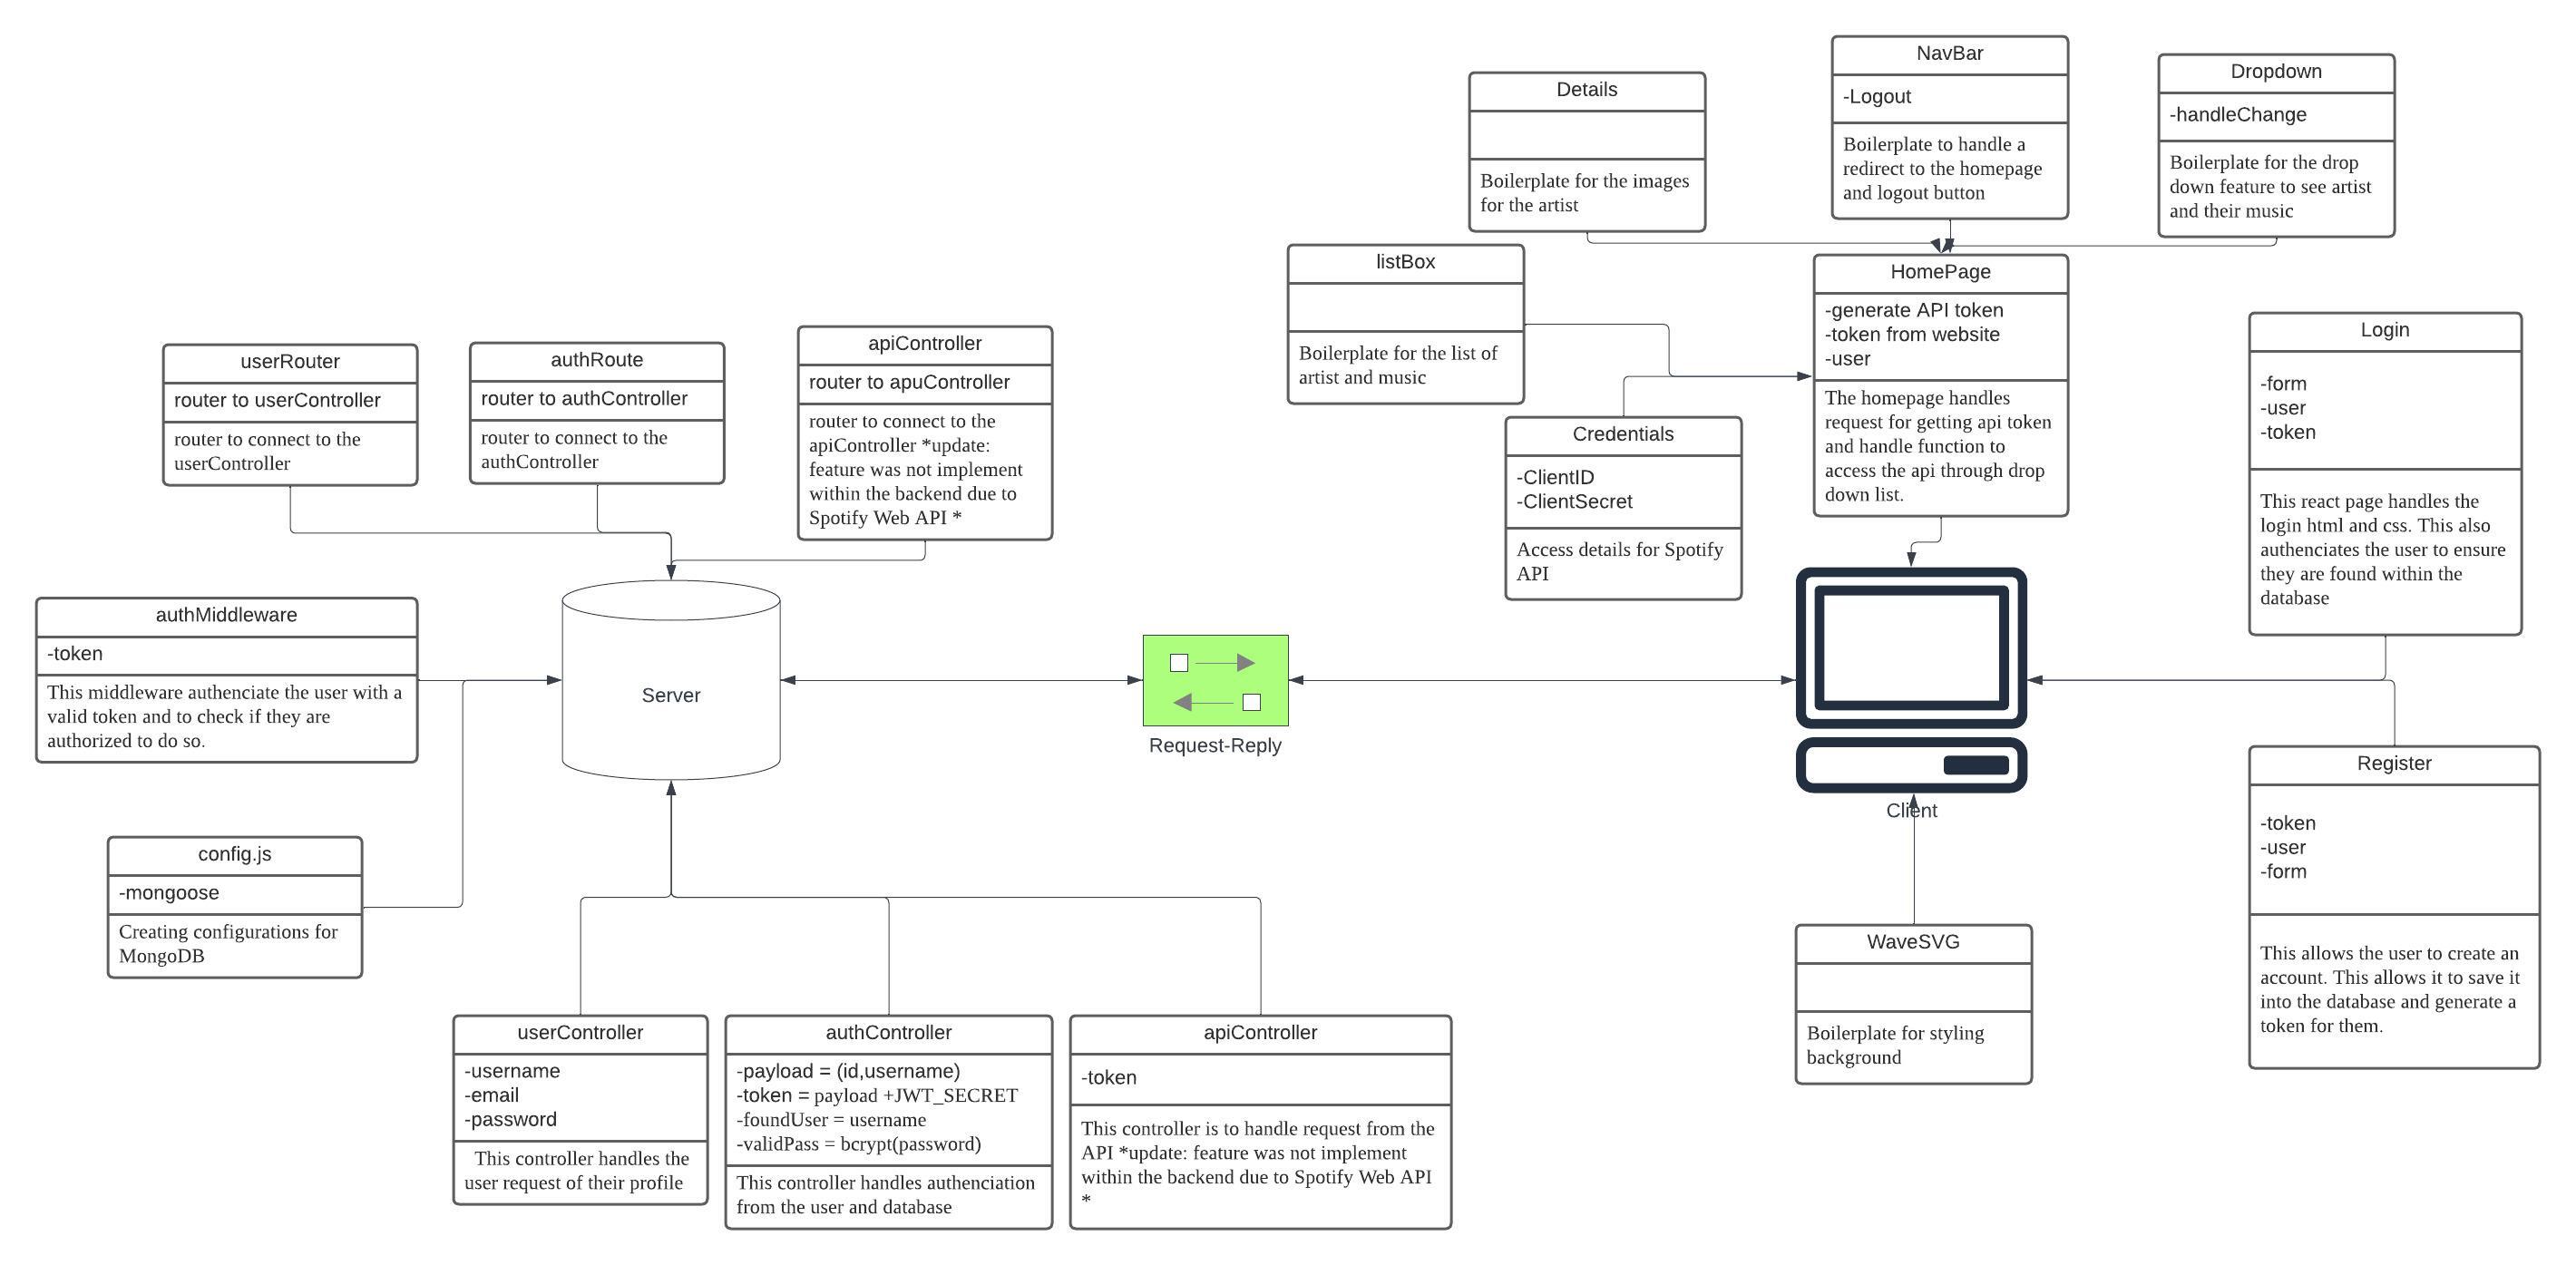 NavBar
-Logout
Boilerplate to handle a
redirect to the homepage
and logout button
Dropdown
-handleChange
Boilerplate for the drop
down feature to see artist
and their music
Details
Boilerplate for the images
for the artist
listBox
Boilerplate for the list of
artist and music
HomePage
-generate API token
-token from website
-user
The homepage handles
request for getting api token
and handle function to
access the api through drop
down list.
Credentials
-ClientID
-ClientSecret
Access details for Spotify
API
Login
-form
-user
-token
This react page handles the
login html and css. This also
authenciates the user to ensure
they are found within the
database
userRouter
router to userController
router to connect to the
userController
authRoute
router to authController
router to connect to the
authController
apiController
router to apuController
router to connect to the
apiController *update:
feature was not implement
within the backend due to
Spotify Web API *
authMiddleware
-token
This middleware authenciate the user with a
valid token and to check if they are
authorized to do so.
Server
Request-Reply
Client
config.js
-mongoose
Creating configurations for
MongoDB
Register
-token
-user
-form
This allows the user to create an
account. This allows it to save it
into the database and generate a
token for them.
WaveSVG
Boilerplate for styling
background
userController
-username
-email
-password
This controller handles the
user request of their profile
authController
-payload = (id,username)
-token = payload +JWT_SECRET
-foundUser = username
-validPass = bcrypt(password)
This controller handles authenciation
from the user and database
apiController
-token
This controller is to handle request from the
API *update: feature was not implement
within the backend due to Spotify Web API
*